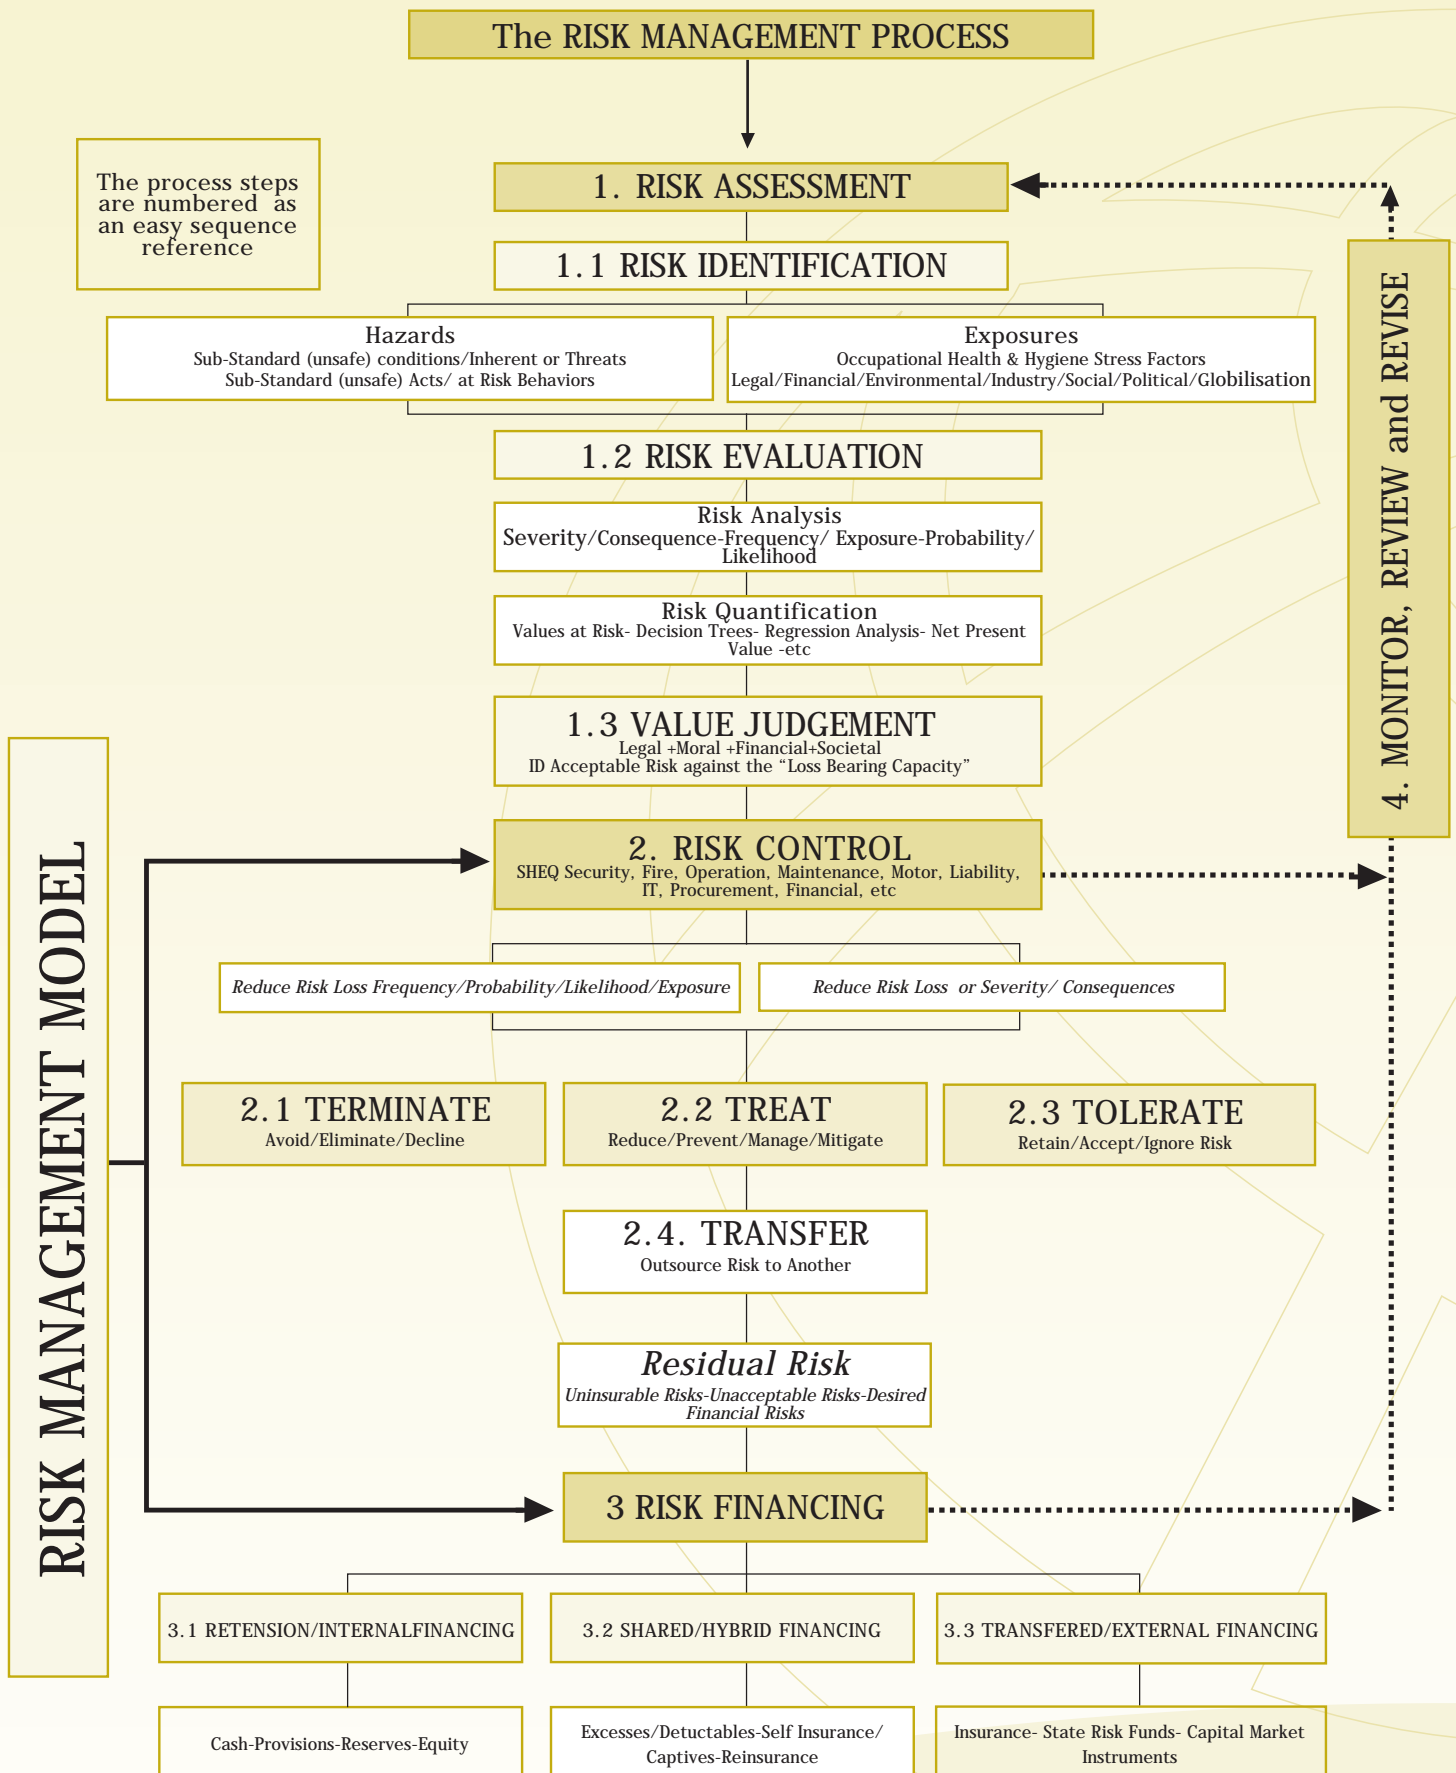 The RISK MANAGEMENT PROCESS
The process steps
are numbered as
an easy sequence
reference
1. RISK ASSESSMENT
1.1 RISK IDENTIFICATION
Hazards
Sub-Standard (unsafe) conditions/Inherent or Threats
Sub-Standard (unsafe) Acts/ at Risk Behaviors
Exposures
Occupational Health & Hygiene Stress Factors
Legal/Financial/Environmental/Industry/Social/Political/Globilisation
1.2 RISK EVALUATION
Risk Analysis
Severity/Consequence-Frequency/ Exposure-Probability/
Likelihood
Risk Quantification
Values at Risk- Decision Trees- Regression Analysis- Net Present
Value -etc
1.3 VALUE JUDGEMENT
Legal +Moral +Financial+Societal
ID Acceptable Risk against the “Loss Bearing Capacity”
2. RISK CONTROL
SHEQ Security, Fire, Operation, Maintenance, Motor, Liability,
IT, Procurement, Financial, etc
Reduce Risk Loss Frequency/Probability/Likelihood/Exposure
Reduce Risk Loss or Severity/ Consequences
2.1 TERMINATE
Avoid/Eliminate/Decline
2.2 TREAT
Reduce/Prevent/Manage/Mitigate
2.3 TOLERATE
Retain/Accept/Ignore Risk
2.4. TRANSFER
Outsource Risk to Another
Residual Risk
Uninsurable Risks-Unacceptable Risks-Desired
Financial Risks
3 RISK FINANCING
3.1 RETENSION/INTERNALFINANCING
3.2 SHARED/HYBRID FINANCING
3.3 TRANSFERED/EXTERNAL FINANCING
Cash-Provisions-Reserves-Equity
Excesses/Detuctables-Self Insurance/
Captives-Reinsurance
Insurance- State Risk Funds- Capital Market
Instruments
4. MONITOR, REVIEW and REVISE
RISK MANAGEMENT MODEL